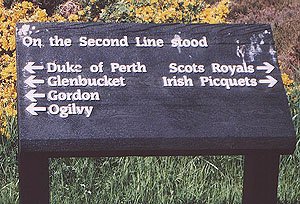 On the Second Line stood
← Duke of Perth Scots Royals →
← Glenbucket Irish Picquets →
← Gordon
← Ogilvy